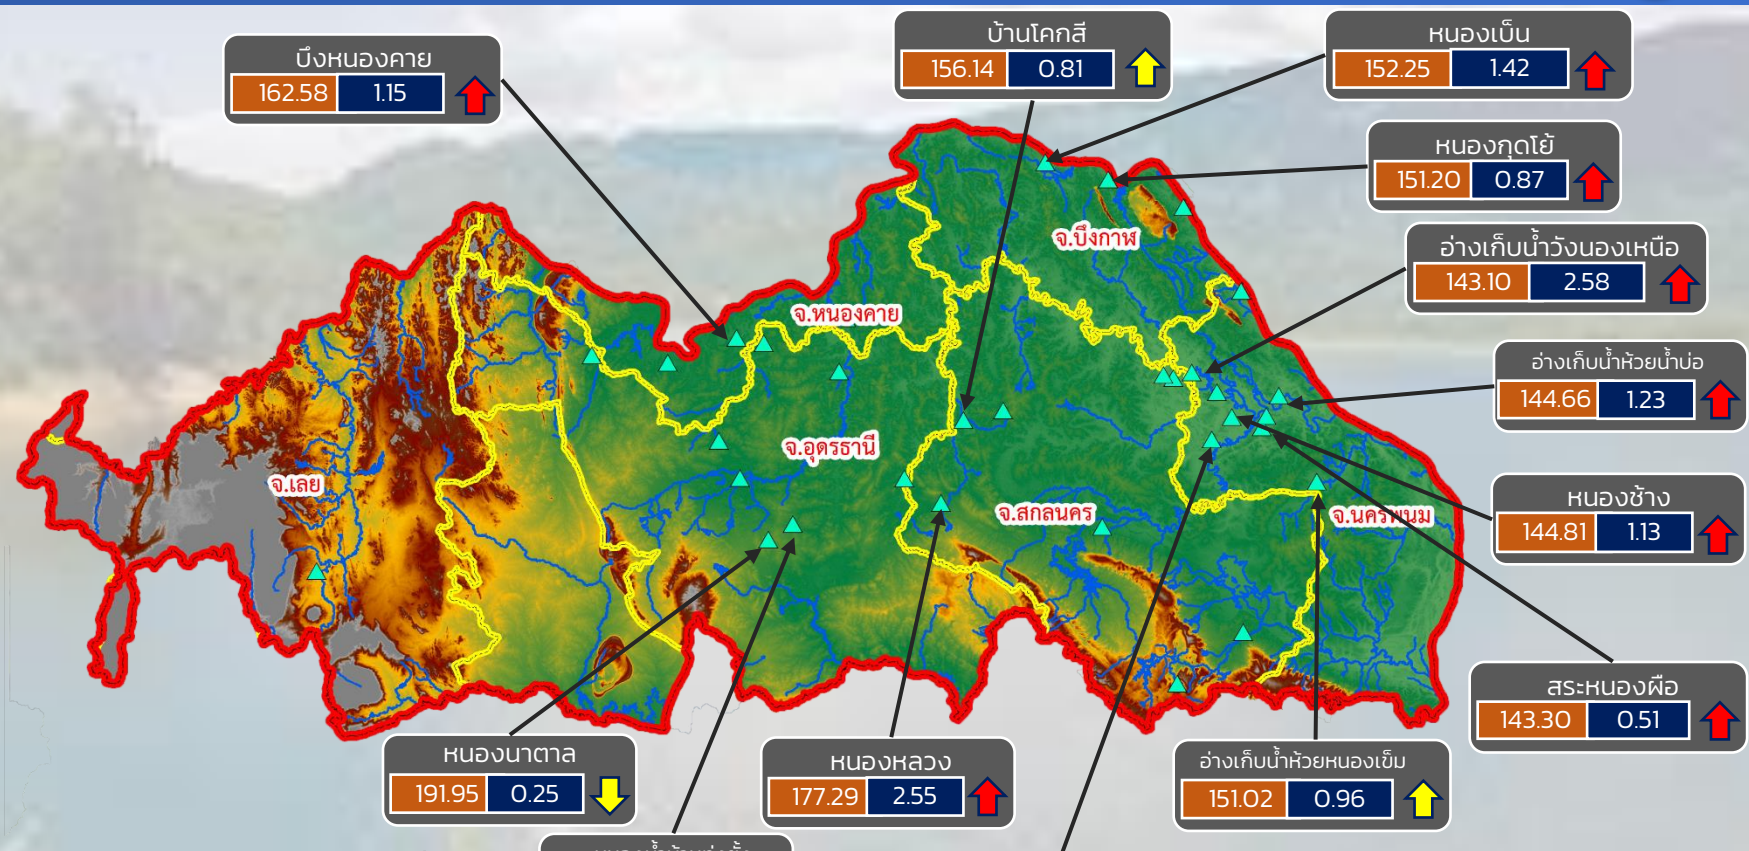 บ้านโคกสี
156.14 0.81
หนองเบ็น
152.25 1.42
บึงหนองคาย
162.58 1.15
หนองกุดโย้
151.20 0.87
จ.บึงกาฬ
อ่างเก็บน้ำวังนองเหนือ
143.10 2.58
จ.หนองคาย
อ่างเก็บน้ำห้วยน้ำบ่อ
144.66 1.23
จ.อุดรธานี
จ.เลย
จ.สกลนคร
จ.นครพนม
หนองช้าง
144.81 1.13
สระหนองผือ
143.30 0.51
หนองนาตาล
191.95 0.25
หนองหลวง
177.29 2.55
อ่างเก็บน้ำห้วยหนองเข็ม
151.02 0.96